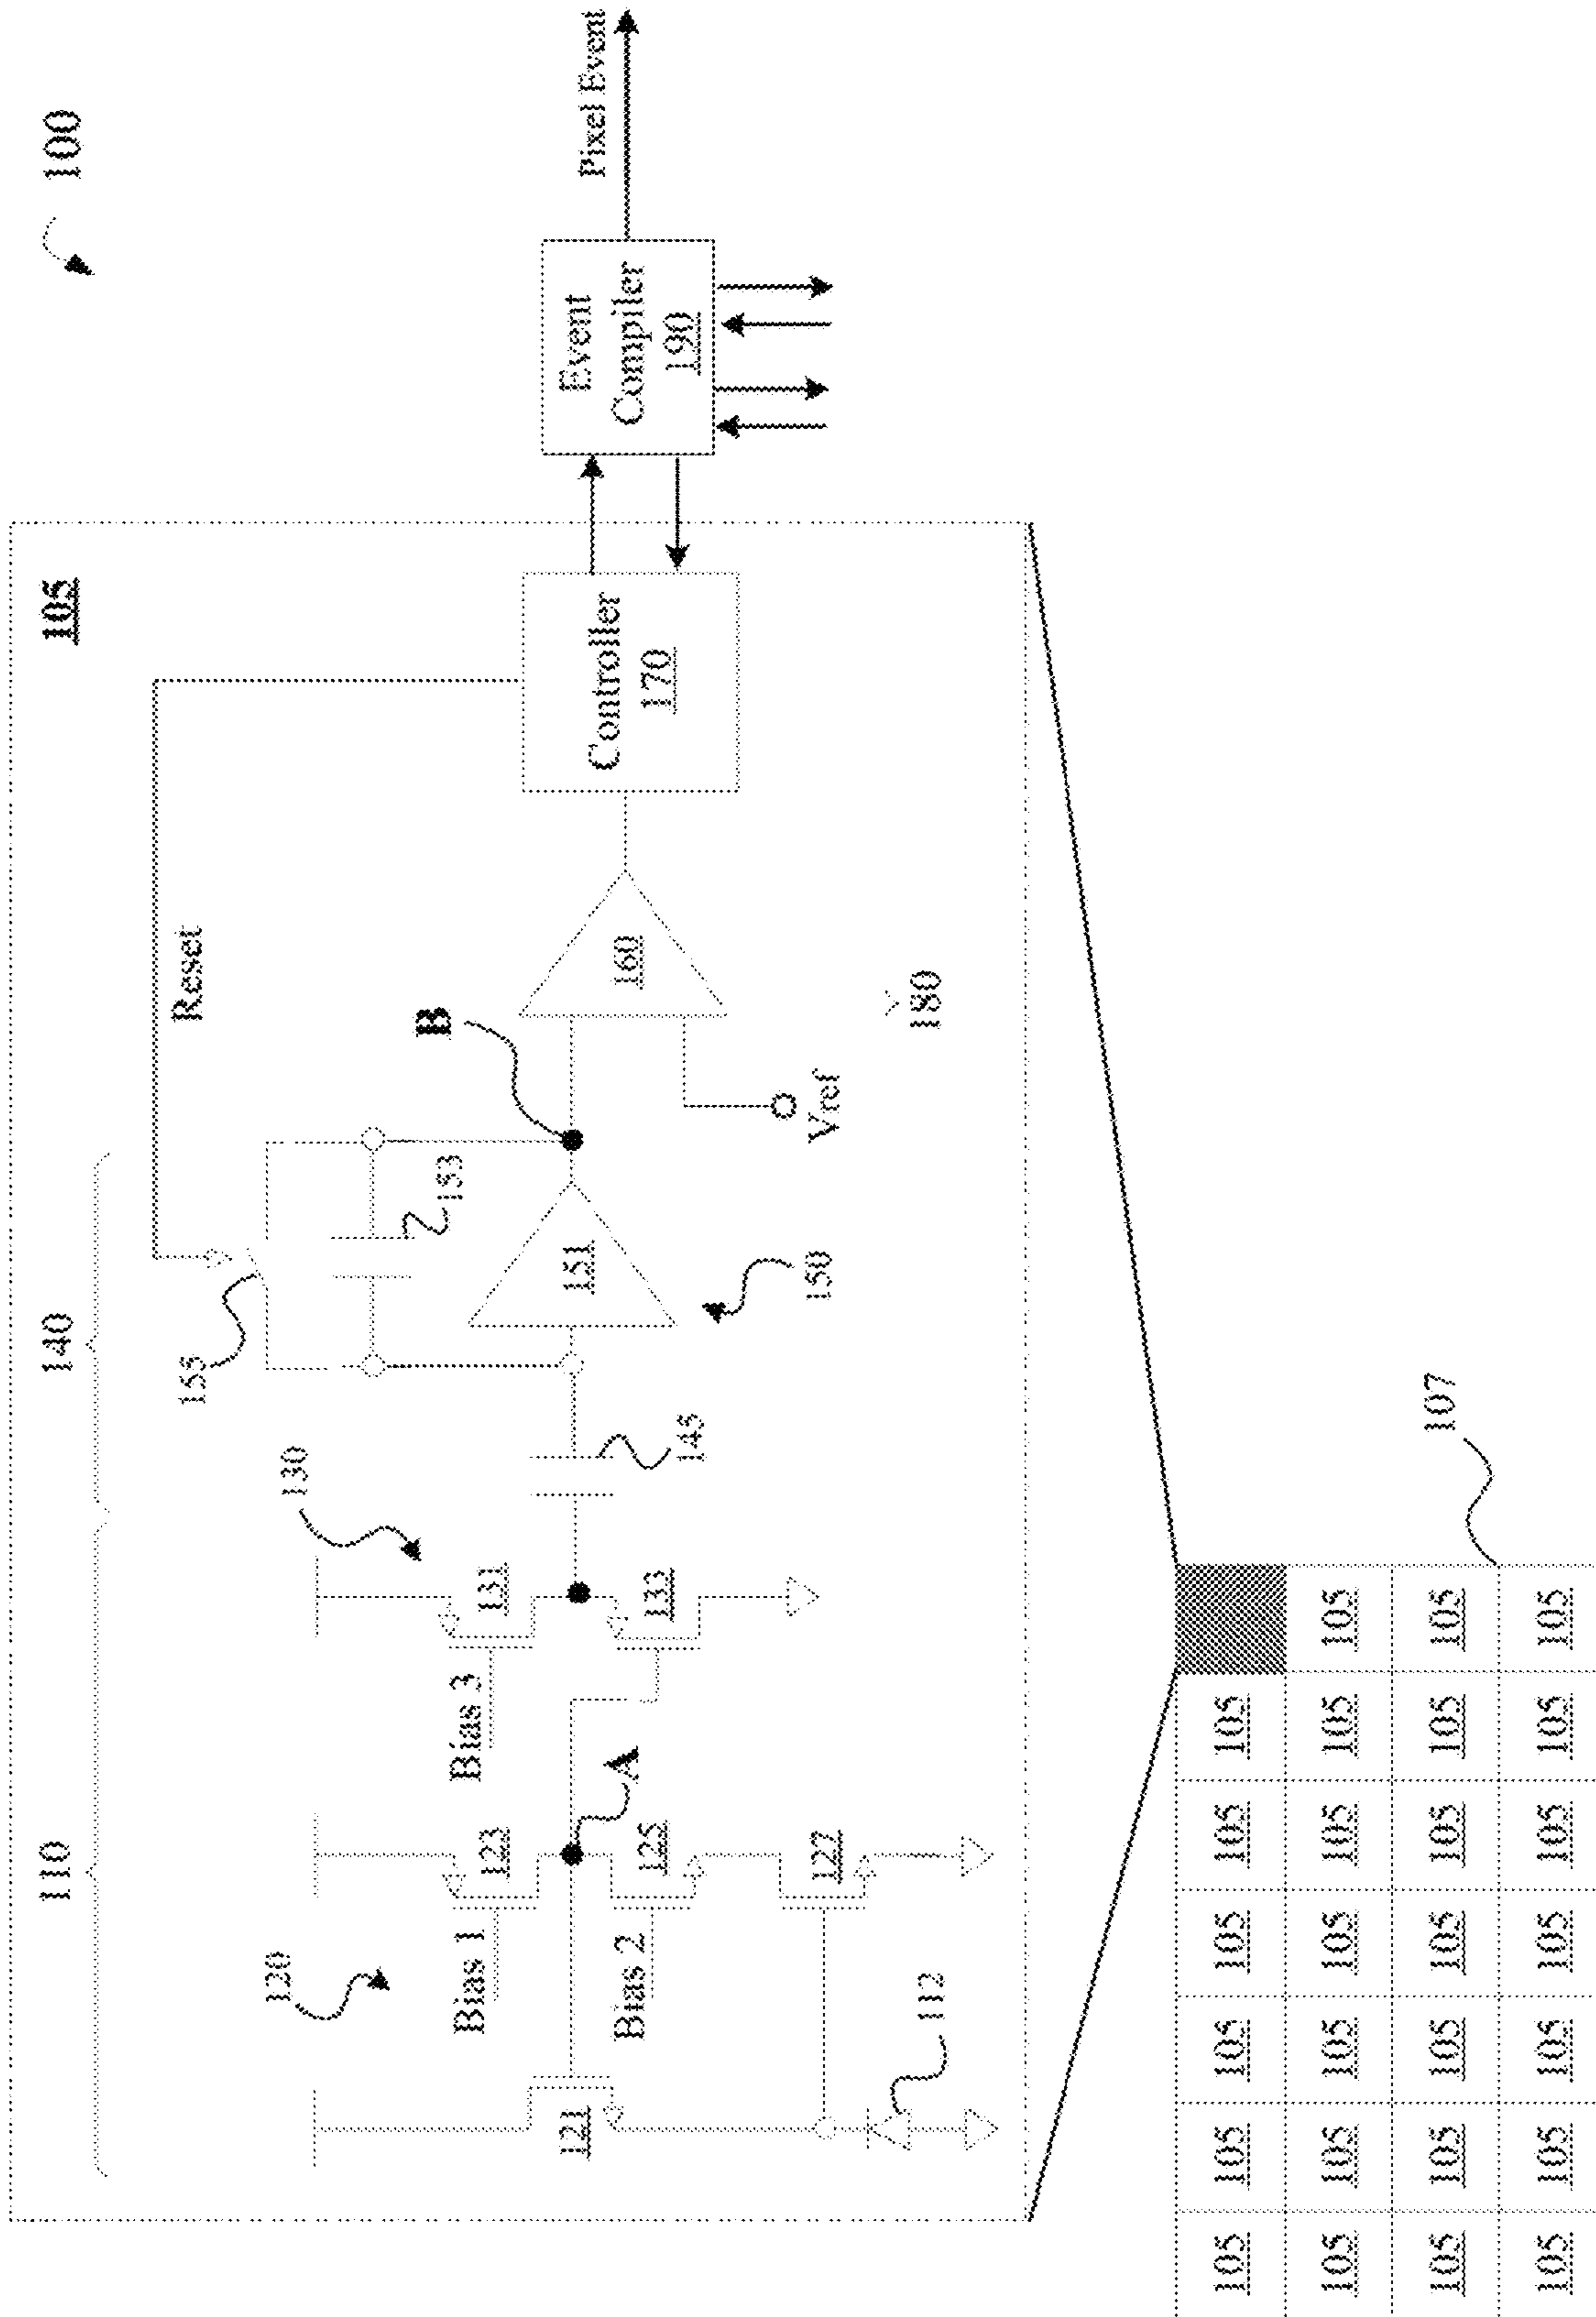 100
110
140
105
155
Reset
120
130
B
153
Bias 1
123
Bias 3
131
121
151
Pixel Event
Event
Compiler
190
Controller
170
160
A
Bias 2
125
133
145
127
150
Vref
112
180
105 105 105 105 105 105
105 105 105 105 105 105 105
105 105 105 105 105 105 105
107
105 105 105 105 105 105 105